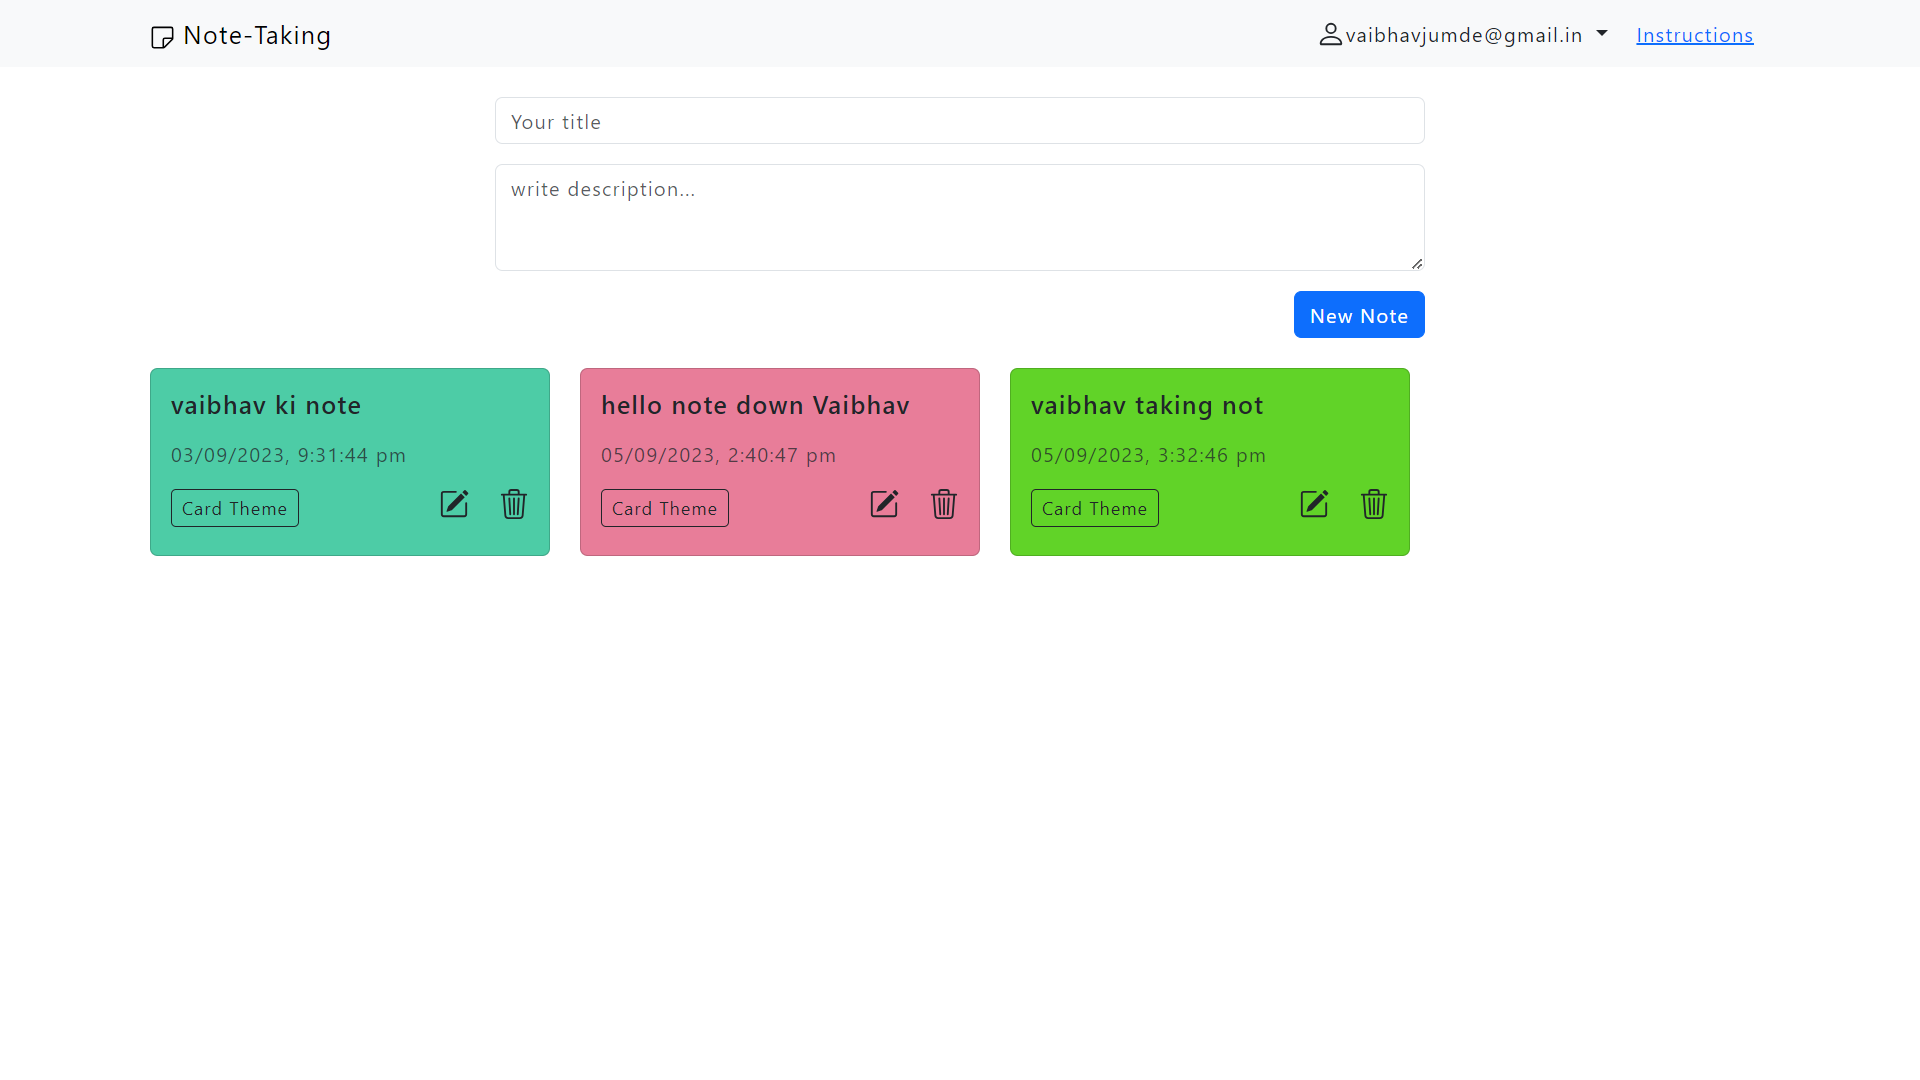 Note-Taking
vaibhavjumde@gmail.in
Instructions
Your title
write description...
New Note
vaibhav ki note
03/09/2023, 9:31:44 pm
Card Theme
hello note down Vaibhav
05/09/2023, 2:40:47 pm
Card Theme
vaibhav taking not
05/09/2023, 3:32:46 pm
Card Theme